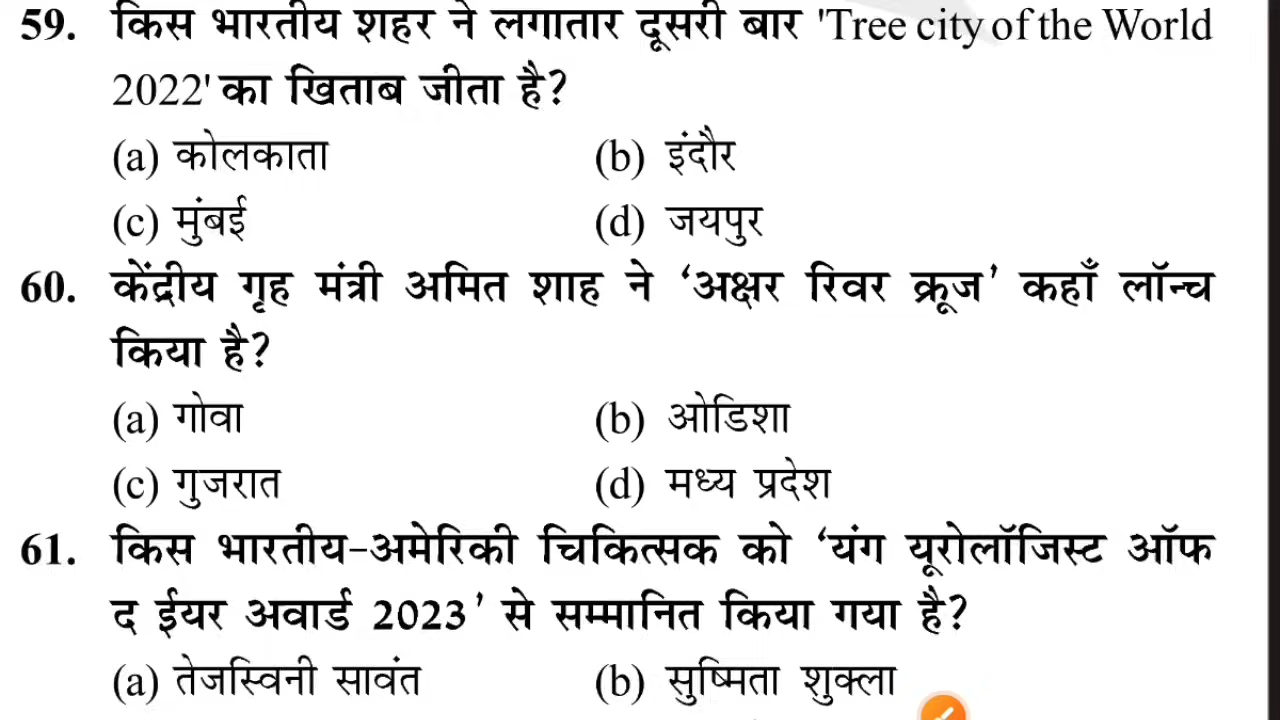 59. किस भारतीय शहर ने लगातार दूसरी बार 'Tree city of the World
2022' का खिताब जीता है?
(a) कोलकाता (b) इंदौर
(c) मुंबई (d) जयपुर
60. केंद्रीय गृह मंत्री अमित शाह ने ‘अक्षर रिवर क्रूज’ कहाँ लॉन्च
किया है?
(a) गोवा (b) ओडिशा
(c) गुजरात (d) मध्य प्रदेश
61. किस भारतीय-अमेरिकी चिकित्सक को ‘यंग यूरोलॉजिस्ट ऑफ
द ईयर अवार्ड 2023’ से सम्मानित किया गया है?
(a) तेजस्विनी सावंत (b) सुष्मिता शुक्ला